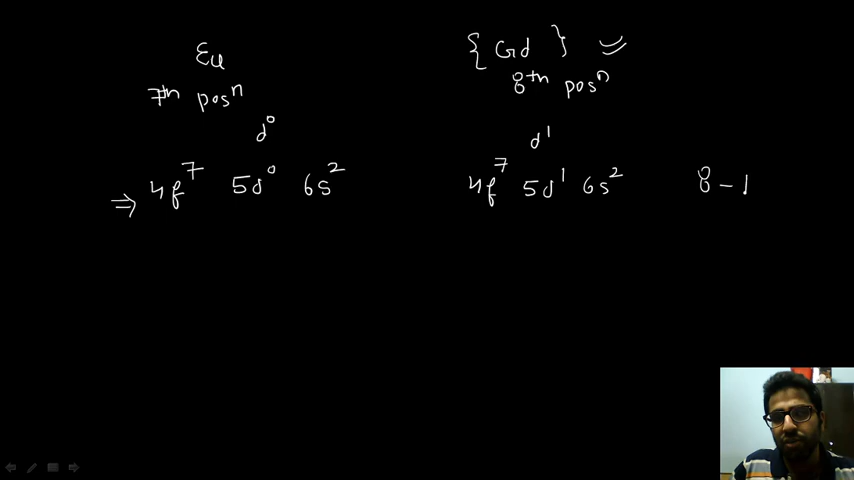 Eu
7th posⁿ
d⁰
⇒ 4f⁷ 5d⁰ 6s²
{ Gd }
8th posⁿ
d¹
4f⁷ 5d¹ 6s² 8-1